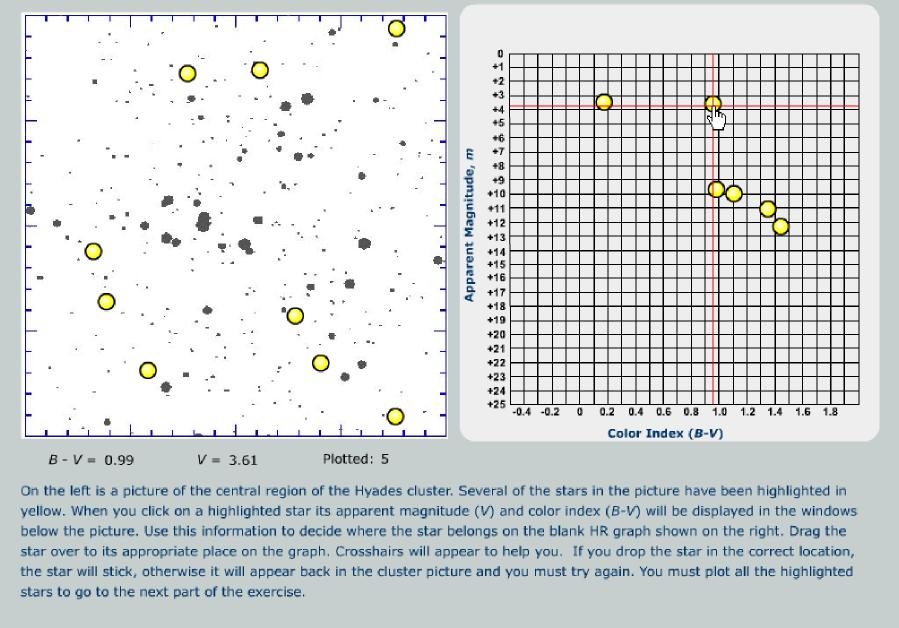 0
+1
+2
+3
+4
+5
+6
+7
+8
+9
+10
+11
+12
+13
+14
+15
+16
+17
+18
+19
+20
+21
+22
+23
+24
+25
Apparent Magnitude, m
-0.4 -0.2 0 0.2 0.4 0.6 0.8 1.0 1.2 1.4 1.6 1.8
Color Index (B-V)
B - V = 0.99 V = 3.61 Plotted: 5
On the left is a picture of the central region of the Hyades cluster. Several of the stars in the picture have been highlighted in
yellow. When you click on a highlighted star its apparent magnitude (V) and color index (B-V) will be displayed in the windows
below the picture. Use this information to decide where the star belongs on the blank HR graph shown on the right. Drag the
star over to its appropriate place on the graph. Crosshairs will appear to help you. If you drop the star in the correct location,
the star will stick, otherwise it will appear back in the cluster picture and you must try again. You must plot all the highlighted
stars to go to the next part of the exercise.